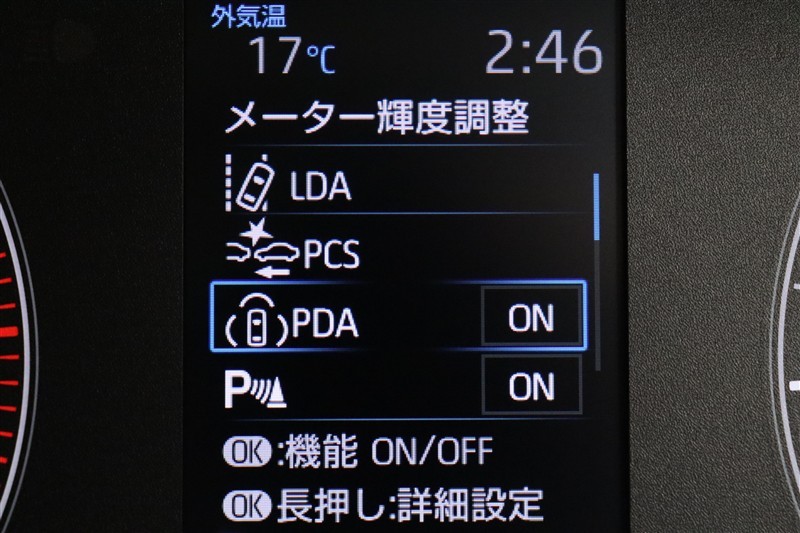 外気温
17℃ 2:46
メーター輝度調整
LDA
PCS
PDA ON
P ON
OK:機能 ON/OFF
OK長押し:詳細設定